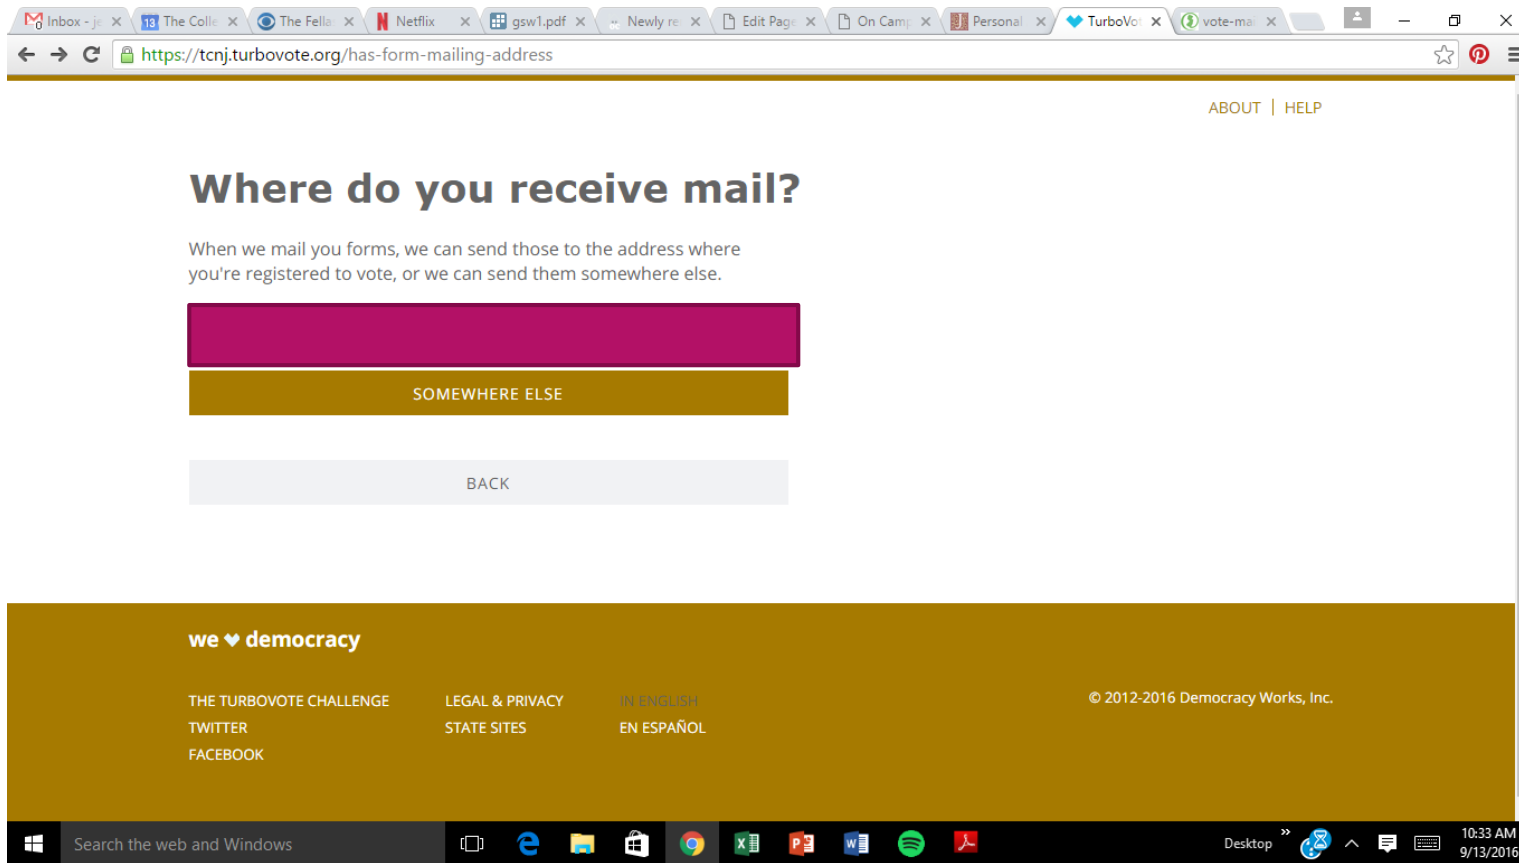 Inbox - je
13 The Colle
The Fella
Netflix
gsw1.pdf
Newly re
Edit Page
On Camp
Personal
TurboVot
vote-mai
https://tcnj.turbovote.org/has-form-mailing-address
ABOUT | HELP
Where do you receive mail?
When we mail you forms, we can send those to the address where
you're registered to vote, or we can send them somewhere else.
SOMEWHERE ELSE
BACK
we democracy
THE TURBOVOTE CHALLENGE
TWITTER
FACEBOOK
LEGAL & PRIVACY
STATE SITES
IN ENGLISH
EN ESPAÑOL
© 2012-2016 Democracy Works, Inc.
Search the web and Windows
Desktop
10:33 AM
9/13/2016